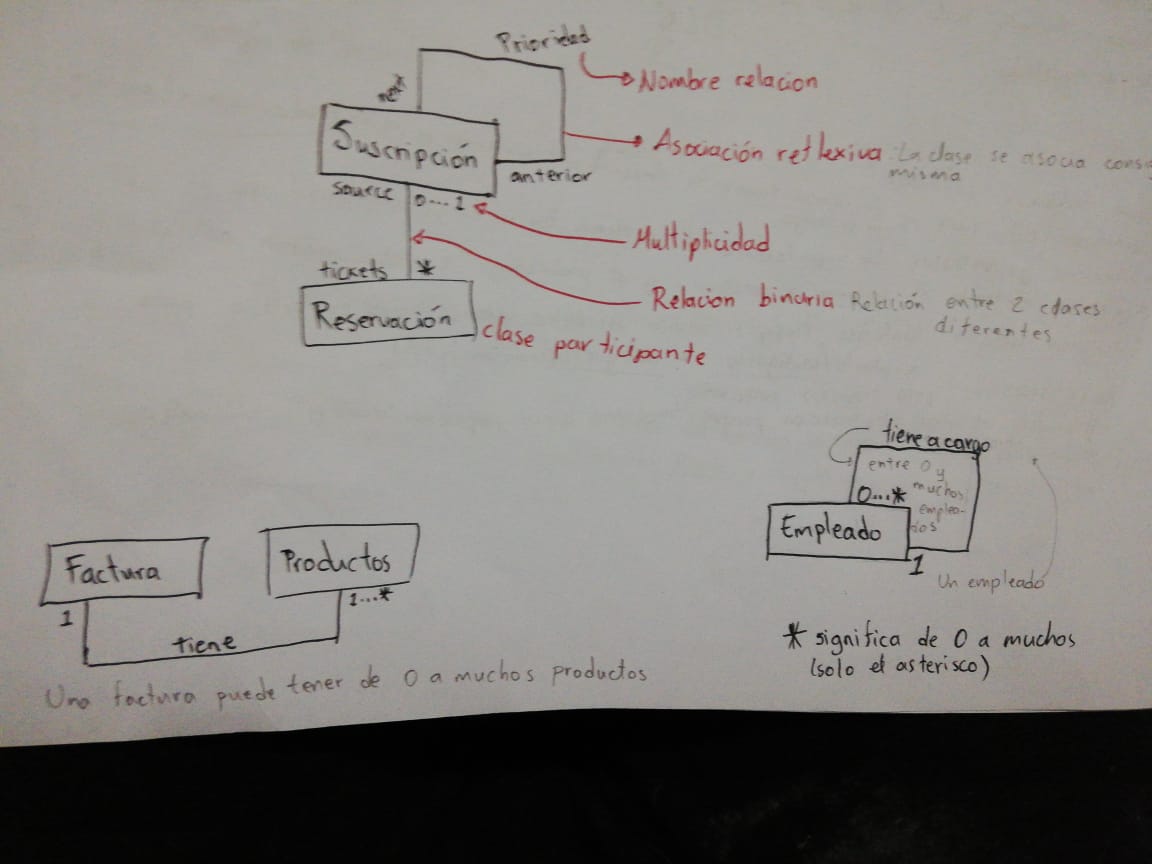 Prioridad
Nombre relacion
next
Suscripción
Asociación reflexiva: La clase se asocia
misma
anterior
source
0...1
Multiplicidad
tickets
*
Relacion binaria Relación entre 2 clases
diferentes
Reservación
clase participante
tiene a cargo
entre 0 y
muchos
emplea-
dos
0...*
Empleado
1
Un empleado
Factura
Productos
1
1...*
tiene
* significa de 0 a muchos
(solo el asterisco)
Una factura puede tener de 0 a muchos productos